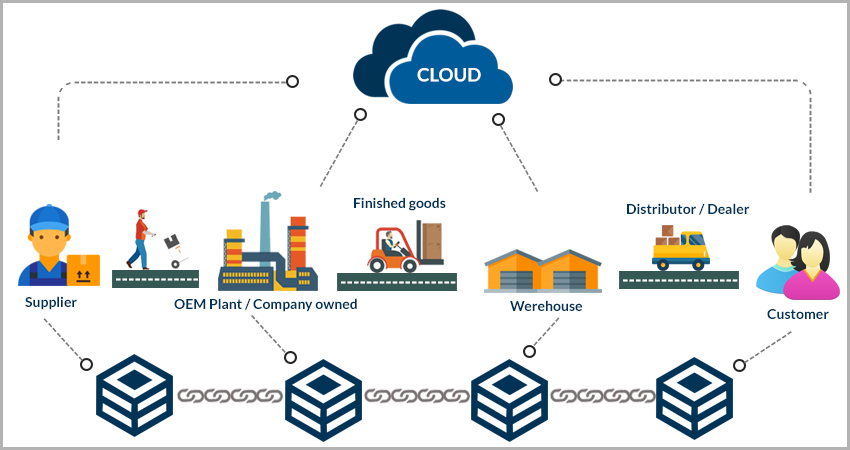 CLOUD
Finished goods
Distributor / Dealer
Supplier
OEM Plant / Company owned
Werehouse
Customer